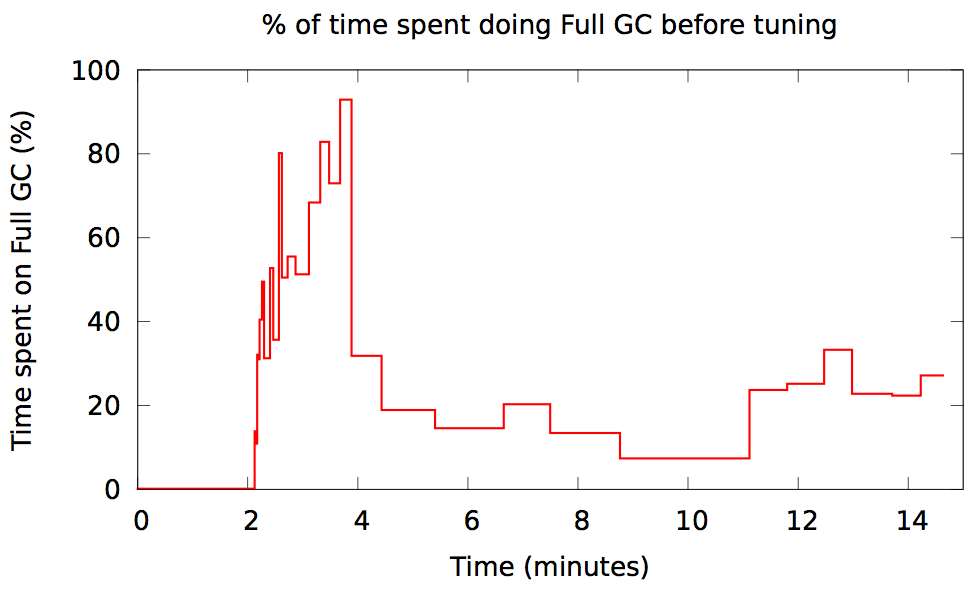 % of time spent doing Full GC before tuning
Time spent on Full GC (%)
100
80
60
40
20
0
0 2 4 6 8 10 12 14
Time (minutes)